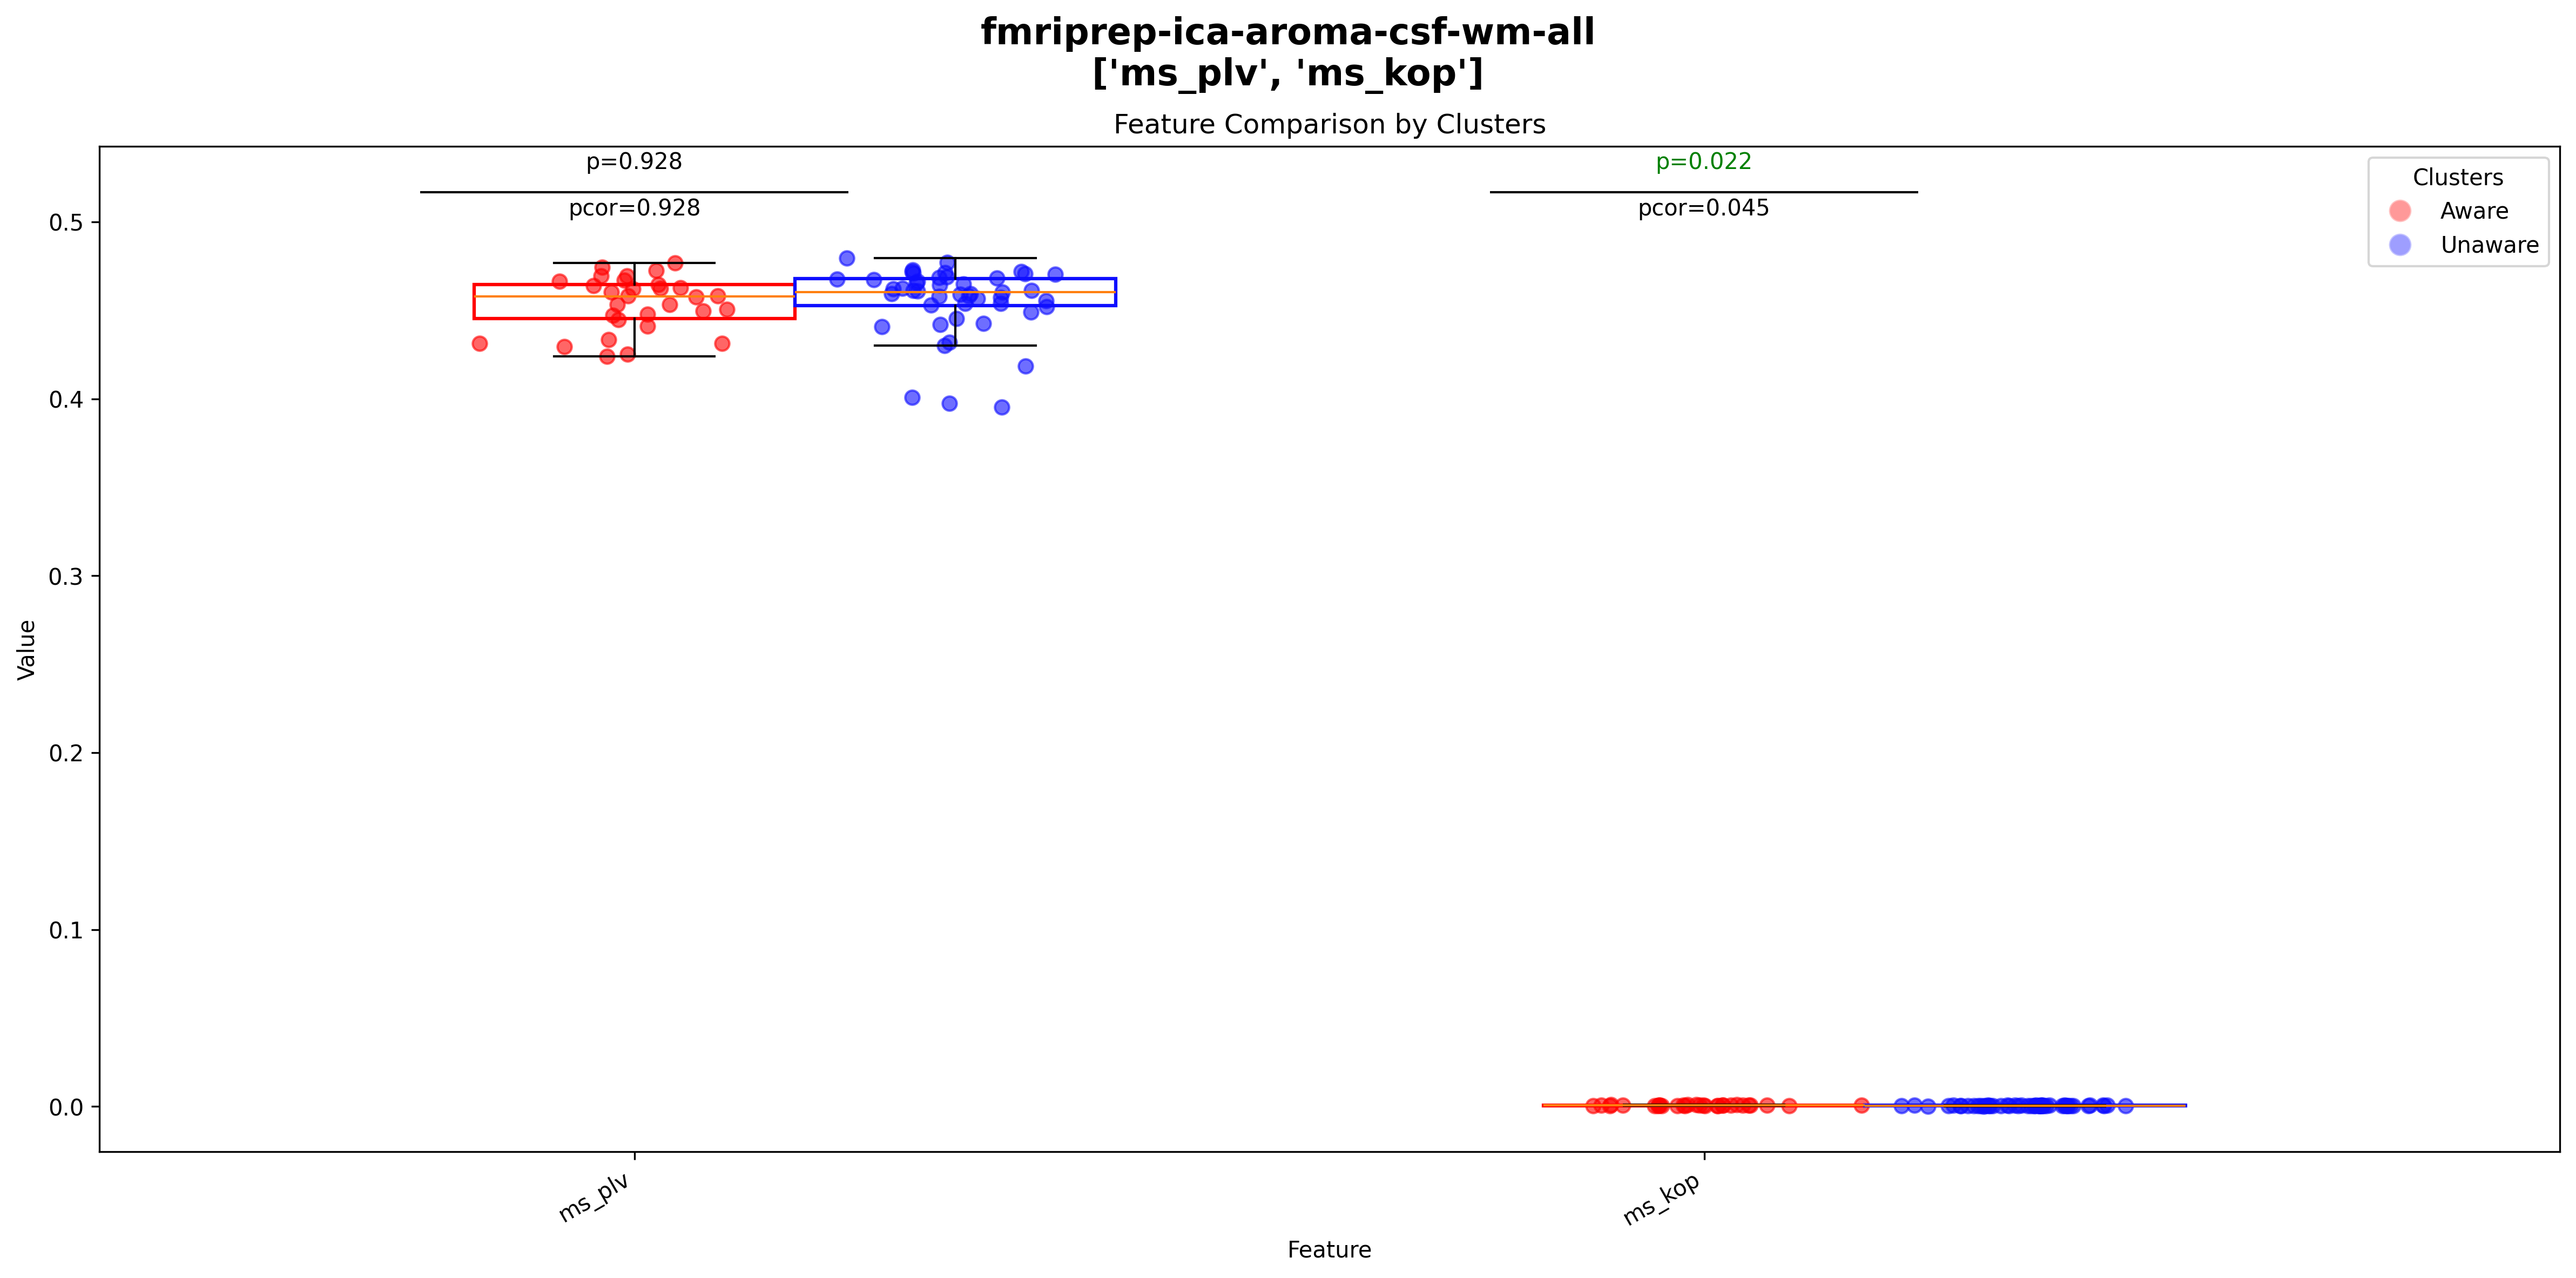 fmriprep-ica-aroma-csf-wm-all
['ms_plv', 'ms_kop']
Feature Comparison by Clusters
p=0.928
pcor=0.928
p=0.022
pcor=0.045
Clusters
Aware
Unaware
0.5
0.4
0.3
0.2
0.1
0.0
Value
ms_plv
ms_kop
Feature